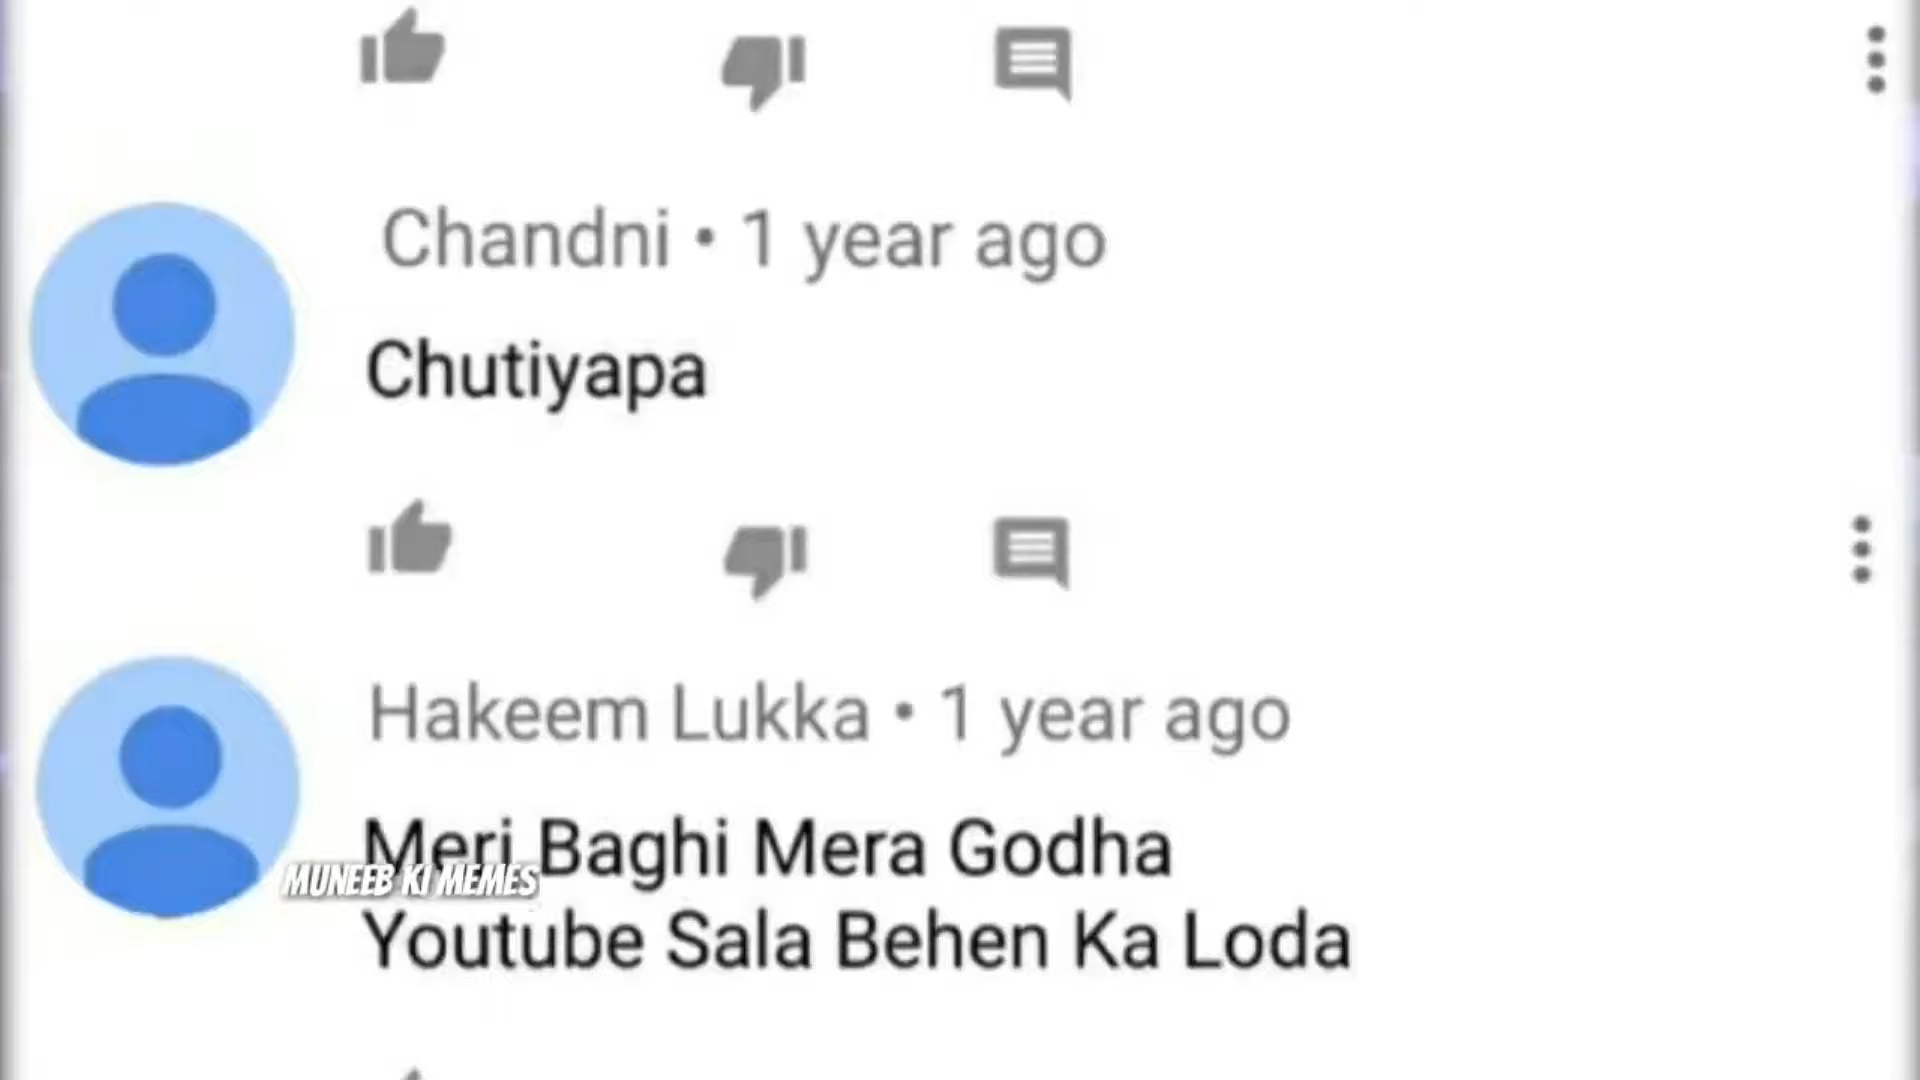 Chandni • 1 year ago
Chutiyapa
Hakeem Lukka • 1 year ago
Meri Baghi Mera Godha
MUNEEB KI MEMES
Youtube Sala Behen Ka Loda